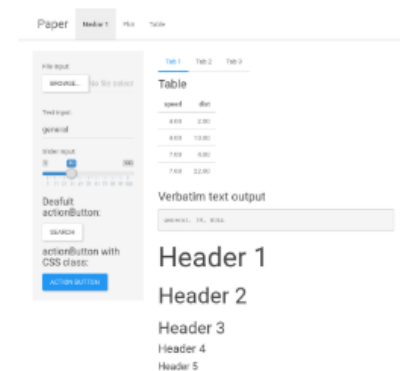 Paper
Navbar 1
Plot
Table
File input:
BROWSE...
No file select
Text input:
general
Slider input:
Deafult
actionButton:
SEARCH
actionButton with
CSS class:
ACTION BUTTON
Tab 1
Tab 2
Tab 3
Table
speed dist
4.00 2.00
4.00 10.00
7.00 4.00
7.00 22.00
Verbatim text output
general, 30,
Header 1
Header 2
Header 3
Header 4
Header 5